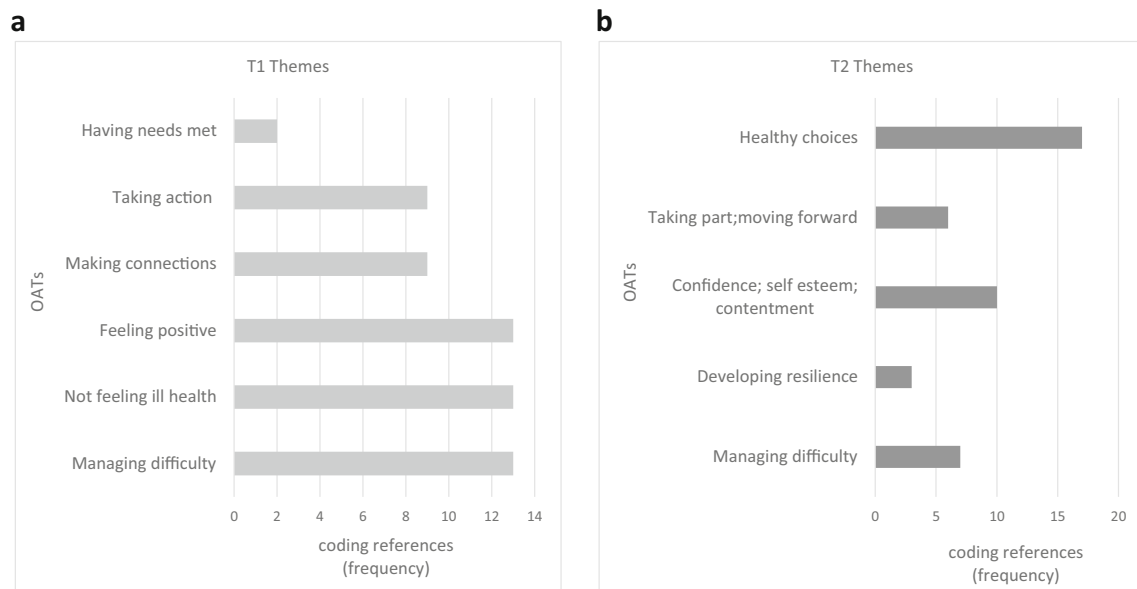 a
T1 Themes
OATs
Having needs met
Taking action
Making connections
Feeling positive
Not feeling ill health
Managing difficulty
0 2 4 6 8 10 12 14
coding references
(frequency)
b
T2 Themes
OATs
Healthy choices
Taking part;moving forward
Confidence; self esteem;
contentment
Developing resilience
Managing difficulty
0 5 10 15 20
coding references
(frequency)